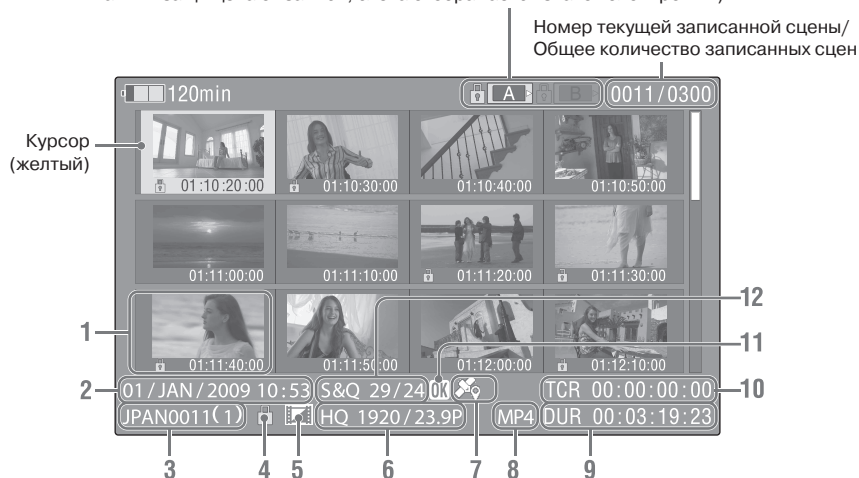 Номер текущей записанной сцены/
Общее количество записанных сцен
120min
A
B
0011/0300
Курсор
(желтый)
01:10:20:00
01:10:30:00
01:10:40:00
01:10:50:00
01:11:00:00
01:11:10:00
01:11:20:00
01:11:30:00
01:11:40:00
01:11:50:00
01:12:00:00
01:12:10:00
1
12
11
2
01/JAN/2009 10:53
S&Q 29/24
OK
TCR 00:00:00:00
10
JPAN0011(1)
HQ 1920/23.9P
MP4
DUR 00:03:19:23
3
4
5
6
7
8
9